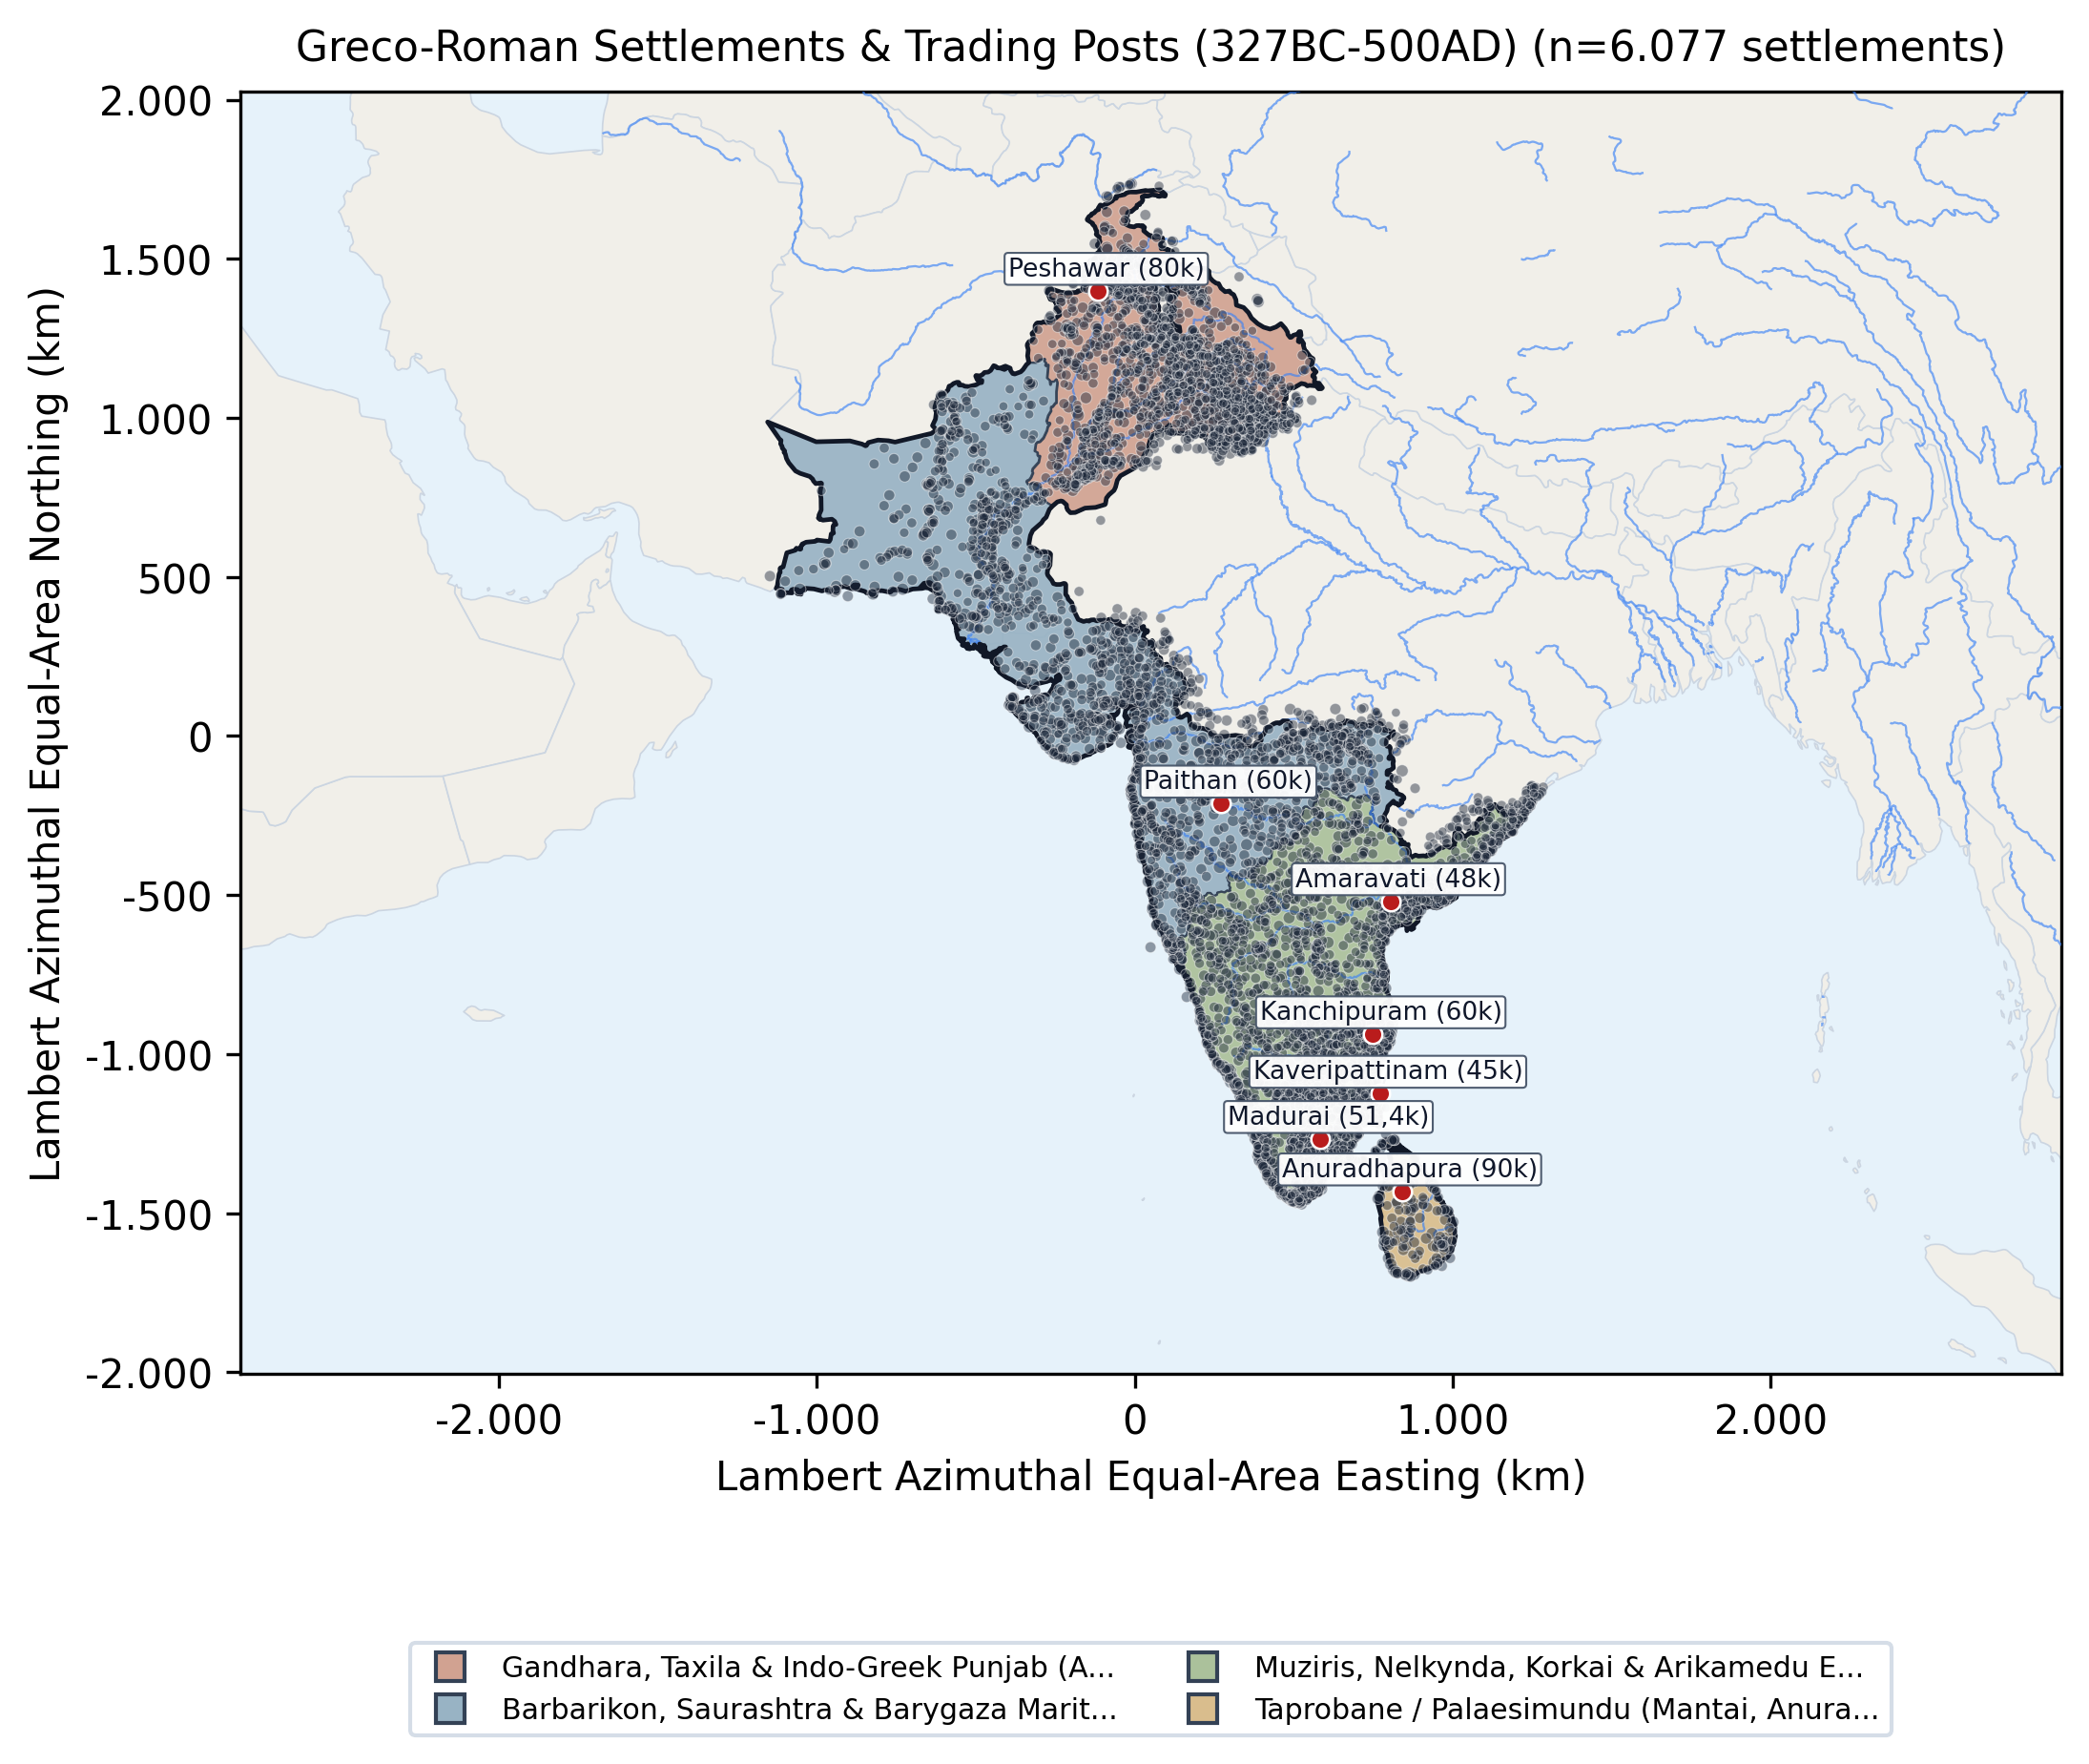 Greco-Roman Settlements & Trading Posts (327BC-500AD) (n=6.077 settlements)
Lambert Azimuthal Equal-Area Northing (km)
2.000
1.500
1.000
500
0
-500
-1.000
-1.500
-2.000
Peshawar (80k)
Paithan (60k)
Amaravati (48k)
Kanchipuram (60k)
Kaveripattinam (45k)
Madurai (51,4k)
Anuradhapura (90k)
-2.000
-1.000
0
1.000
2.000
Lambert Azimuthal Equal-Area Easting (km)
Gandhara, Taxila & Indo-Greek Punjab (A...
Barbarikon, Saurashtra & Barygaza Marit...
Muziris, Nelkynda, Korkai & Arikamedu E...
Taprobane / Palaesimundu (Mantai, Anura...